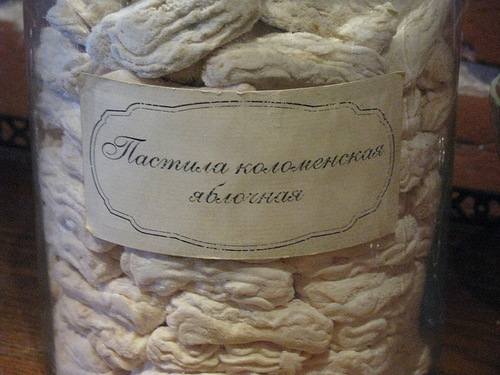 Пастила коломенская
яблочная